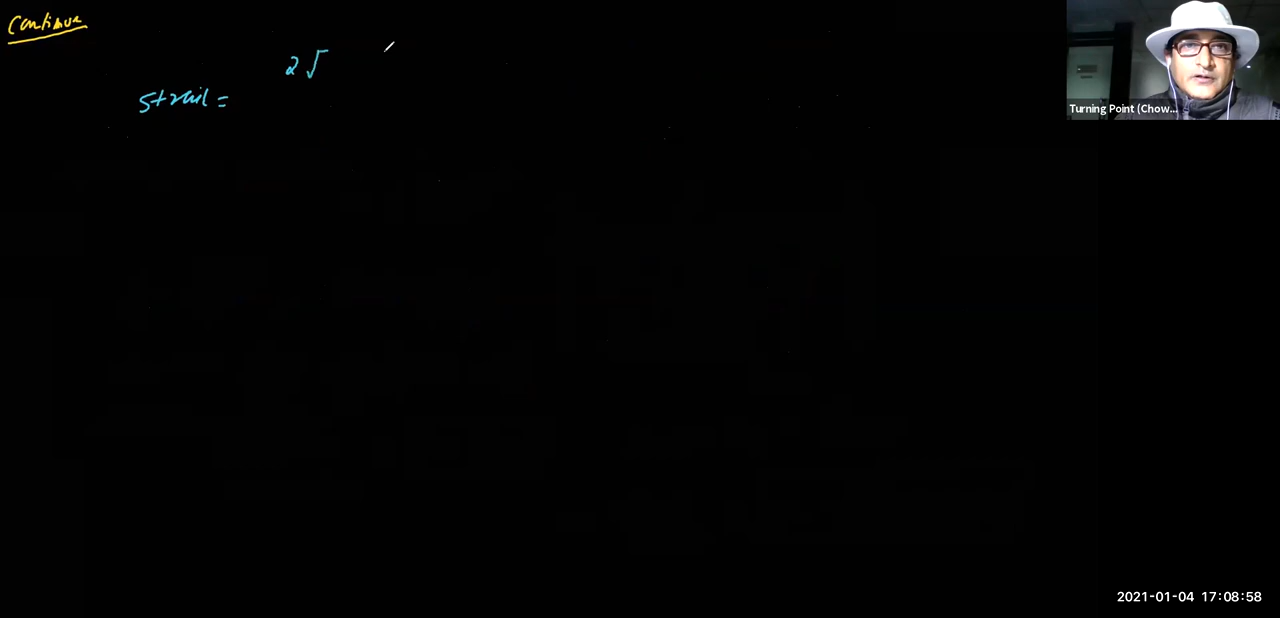 Continue
2√
Strain =
Turning Point (Chow...
2021-01-04 17:08:58